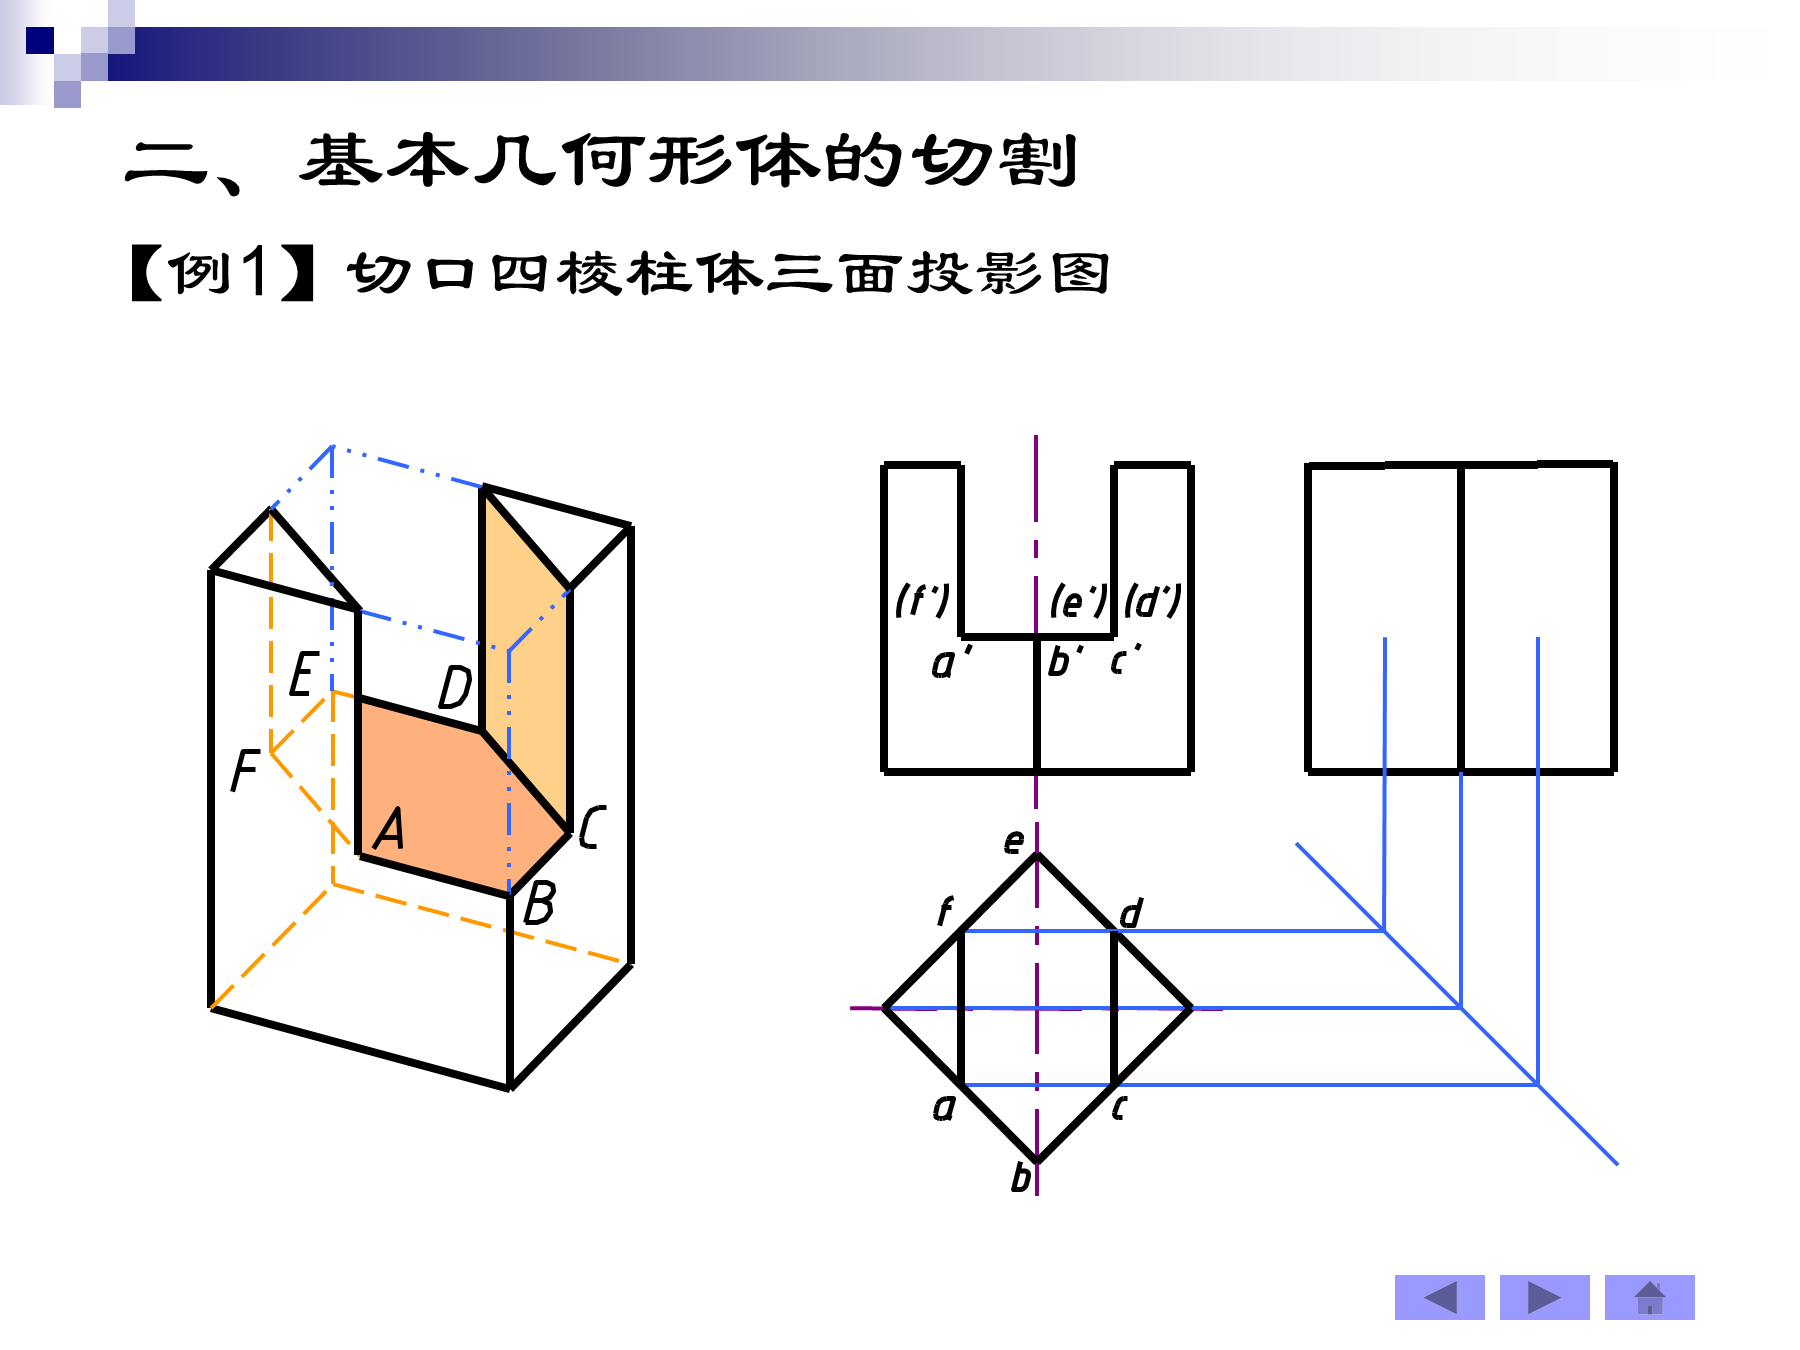 二、基本几何形体的切割
【例1】切口四棱柱体三面投影图
E
D
F
A
C
B
(f') (e') (d')
a' b' c'
e
f d
a c
b